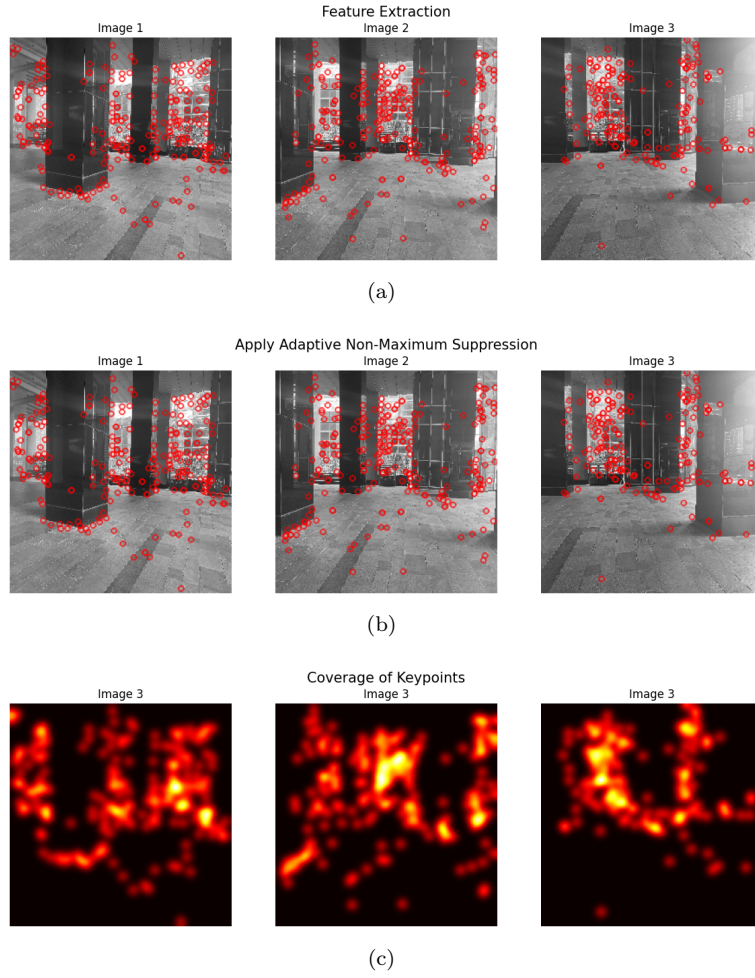 Feature Extraction
Image 1 Image 2 Image 3
(a)
Apply Adaptive Non-Maximum Suppression
Image 1 Image 2 Image 3
(b)
Coverage of Keypoints
Image 3 Image 3 Image 3
(c)